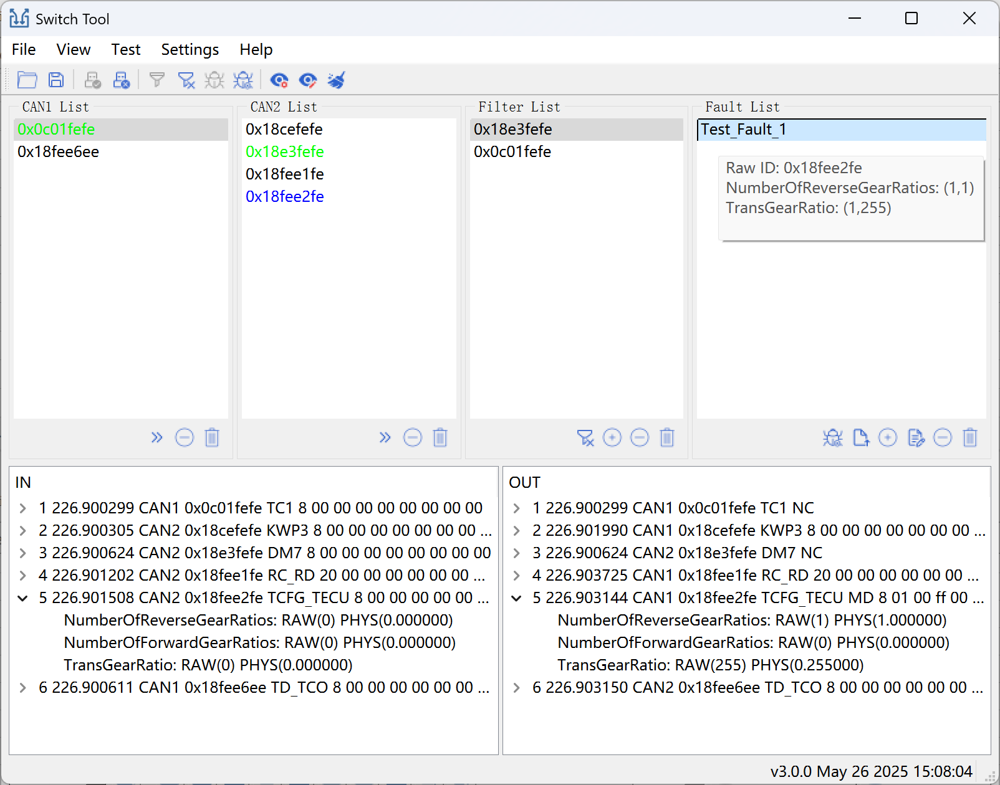 Switch Tool
File View Test Settings Help
CAN1 List
0x0c01fefe
0x18fee6ee
CAN2 List
0x18cefefe
0x18e3fefe
0x18fee1fe
0x18fee2fe
Filter List
0x18e3fefe
0x0c01fefe
Fault List
Test_Fault_1
Raw ID: 0x18fee2fe
NumberOfReverseGearRatios: (1,1)
TransGearRatio: (1,255)
IN
1 226.900299 CAN1 0x0c01fefe TC1 8 00 00 00 00 00 00 00 00
2 226.900305 CAN2 0x18cefefe KWP3 8 00 00 00 00 00 00 00 ...
3 226.900624 CAN2 0x18e3fefe DM7 8 00 00 00 00 00 00 00 00
4 226.901202 CAN2 0x18fee1fe RC_RD 20 00 00 00 00 00 00 ...
5 226.901508 CAN2 0x18fee2fe TCFG_TECU 8 00 00 00 00 00 ...
NumberOfReverseGearRatios: RAW(0) PHYS(0.000000)
NumberOfForwardGearRatios: RAW(0) PHYS(0.000000)
TransGearRatio: RAW(0) PHYS(0.000000)
6 226.900611 CAN1 0x18fee6ee TD_TCO 8 00 00 00 00 00 00 ...
OUT
1 226.900299 CAN1 0x0c01fefe TC1 NC
2 226.901990 CAN1 0x18cefefe KWP3 8 00 00 00 00 00 00 00 ...
3 226.900624 CAN2 0x18e3fefe DM7 NC
4 226.903725 CAN1 0x18fee1fe RC_RD 20 00 00 00 00 00 00 ...
5 226.903144 CAN1 0x18fee2fe TCFG_TECU MD 8 01 00 ff 00 ...
NumberOfReverseGearRatios: RAW(1) PHYS(1.000000)
NumberOfForwardGearRatios: RAW(0) PHYS(0.000000)
TransGearRatio: RAW(255) PHYS(0.255000)
6 226.903150 CAN2 0x18fee6ee TD_TCO 8 00 00 00 00 00 00 ...
v3.0.0 May 26 2025 15:08:04